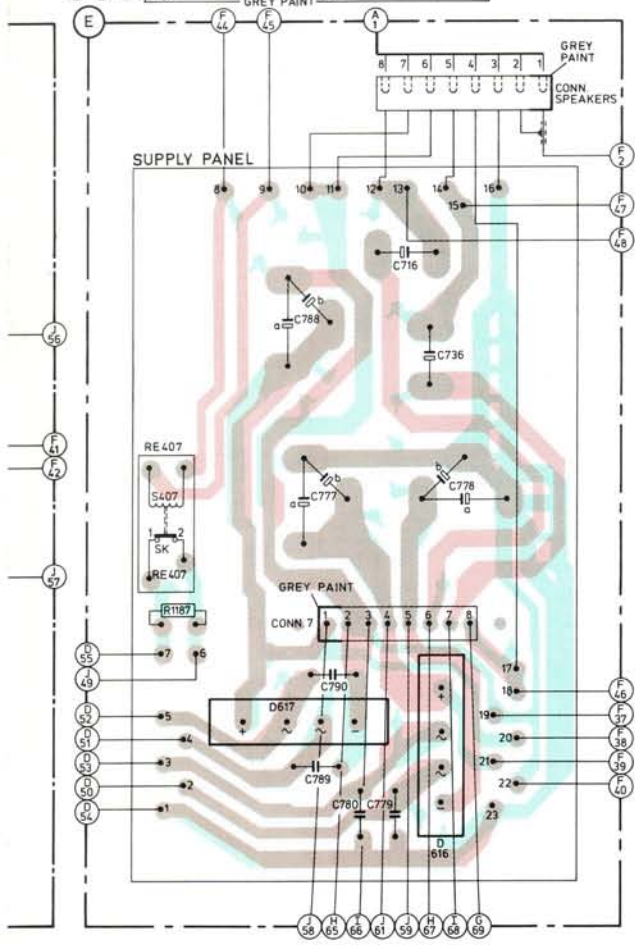 GREY PAINT
E
F 44
F 45
A 1
8 7 6 5 4 3 2 1
GREY PAINT
CONN. SPEAKERS
F 2
SUPPLY PANEL
8 9 10 11 12 13 14 15 16
F 47
F 48
C716
b
C788
a
C736
J 56
F 41
F 42
RE407
S407
1 2
SK
RE407
b
C777
a
b
C778
a
J 57
GREY PAINT
CONN. 7
1 2 3 4 5 6 7 8
R1187
D 55
7 6
J 49
17
18
F 46
C790
D617
+ ~ ~ −
+
~
~
−
D 52
5
19
F 37
D 51
4
20
F 38
D 53
3
C789
21
F 39
D 50
2
22
F 40
C780
C779
D 54
1
23
D 616
J 58
H 65
I 66
J 61
J 59
H 67
I 68
G 69